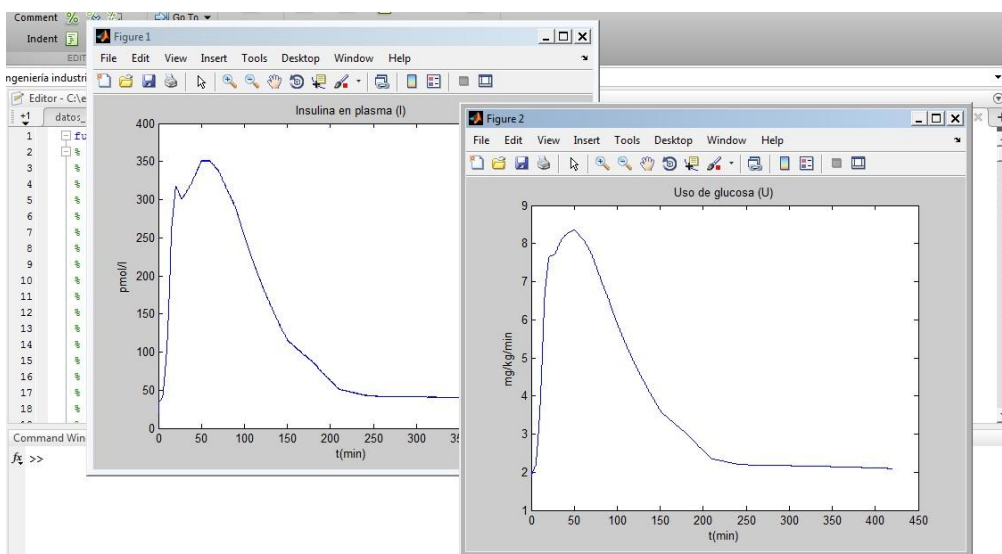 Comment
Go To
Indent
EDIT
ngeniería industri
Editor - C:\e
+1 datos_
1 fu
2 %
3 %
4 %
5 %
6 %
7 %
8 %
9 %
10 %
11 %
12 %
13 %
14 %
15 %
16 %
17 %
18 %
Command Win
fx >>
Figure 1
File Edit View Insert Tools Desktop Window Help
Insulina en plasma (I)
400
350
300
250
200
150
100
50
0
pmol/l
0 50 100 150 200 250 300 35
t(min)
Figure 2
File Edit View Insert Tools Desktop Window Help
Uso de glucosa (U)
9
8
7
6
5
4
3
2
1
mg/kg/min
0 50 100 150 200 250 300 350 400 450
t(min)